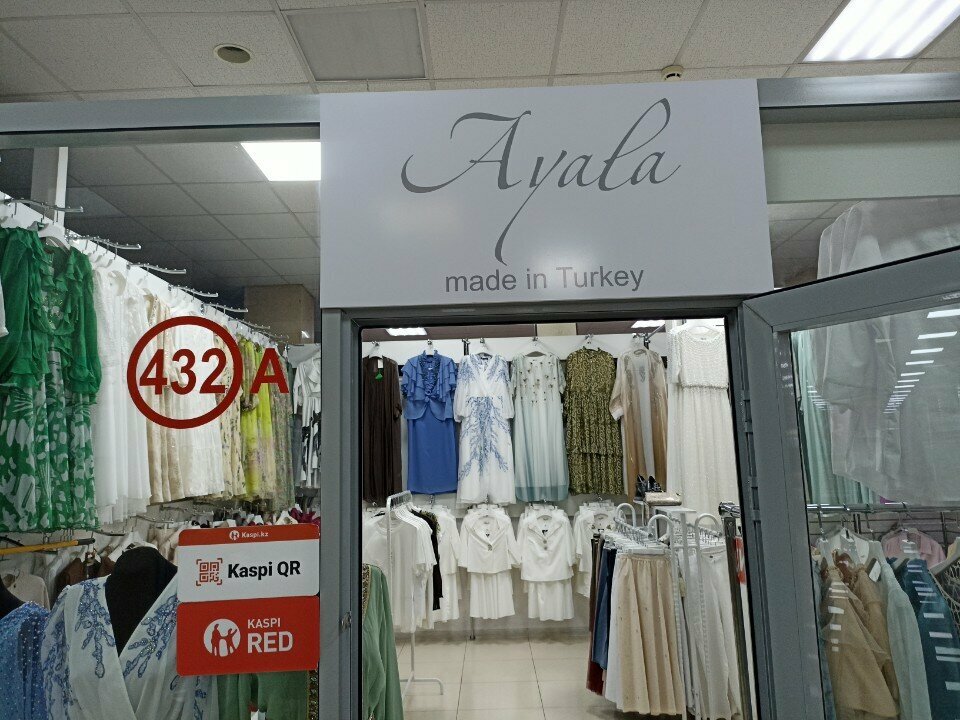 Ayala
made in Turkey
432 A
Kaspi.kz
Kaspi QR
KASPI
RED